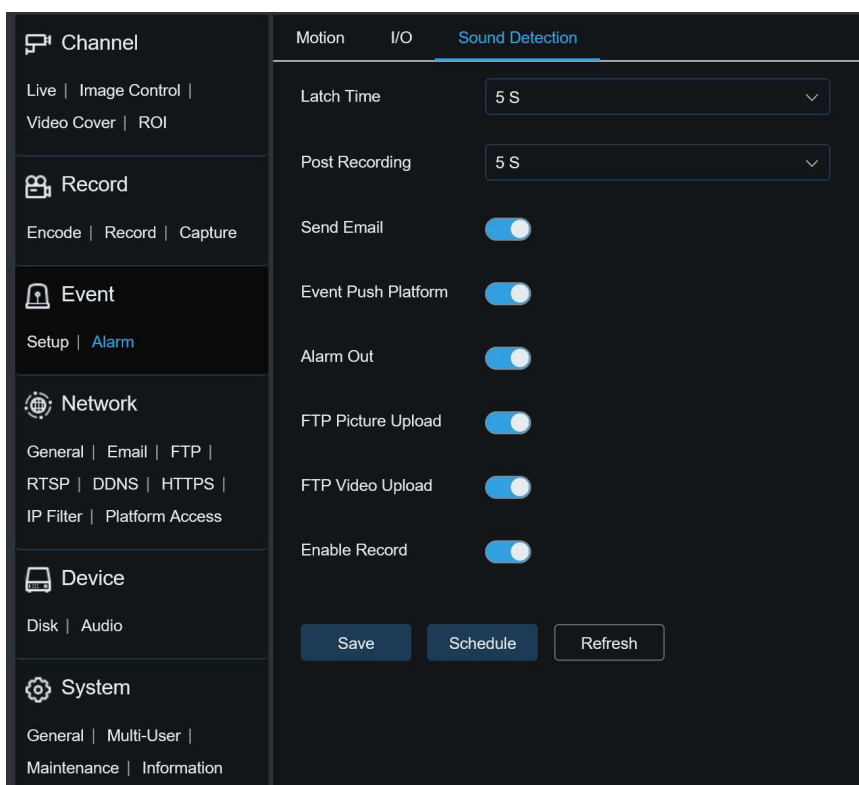 Channel
Live | Image Control |
Video Cover | ROI
Record
Encode | Record | Capture
Event
Setup | Alarm
Network
General | Email | FTP |
RTSP | DDNS | HTTPS |
IP Filter | Platform Access
Device
Disk | Audio
System
General | Multi-User |
Maintenance | Information
Motion I/O Sound Detection
Latch Time 5 S
Post Recording 5 S
Send Email
Event Push Platform
Alarm Out
FTP Picture Upload
FTP Video Upload
Enable Record
Save Schedule Refresh